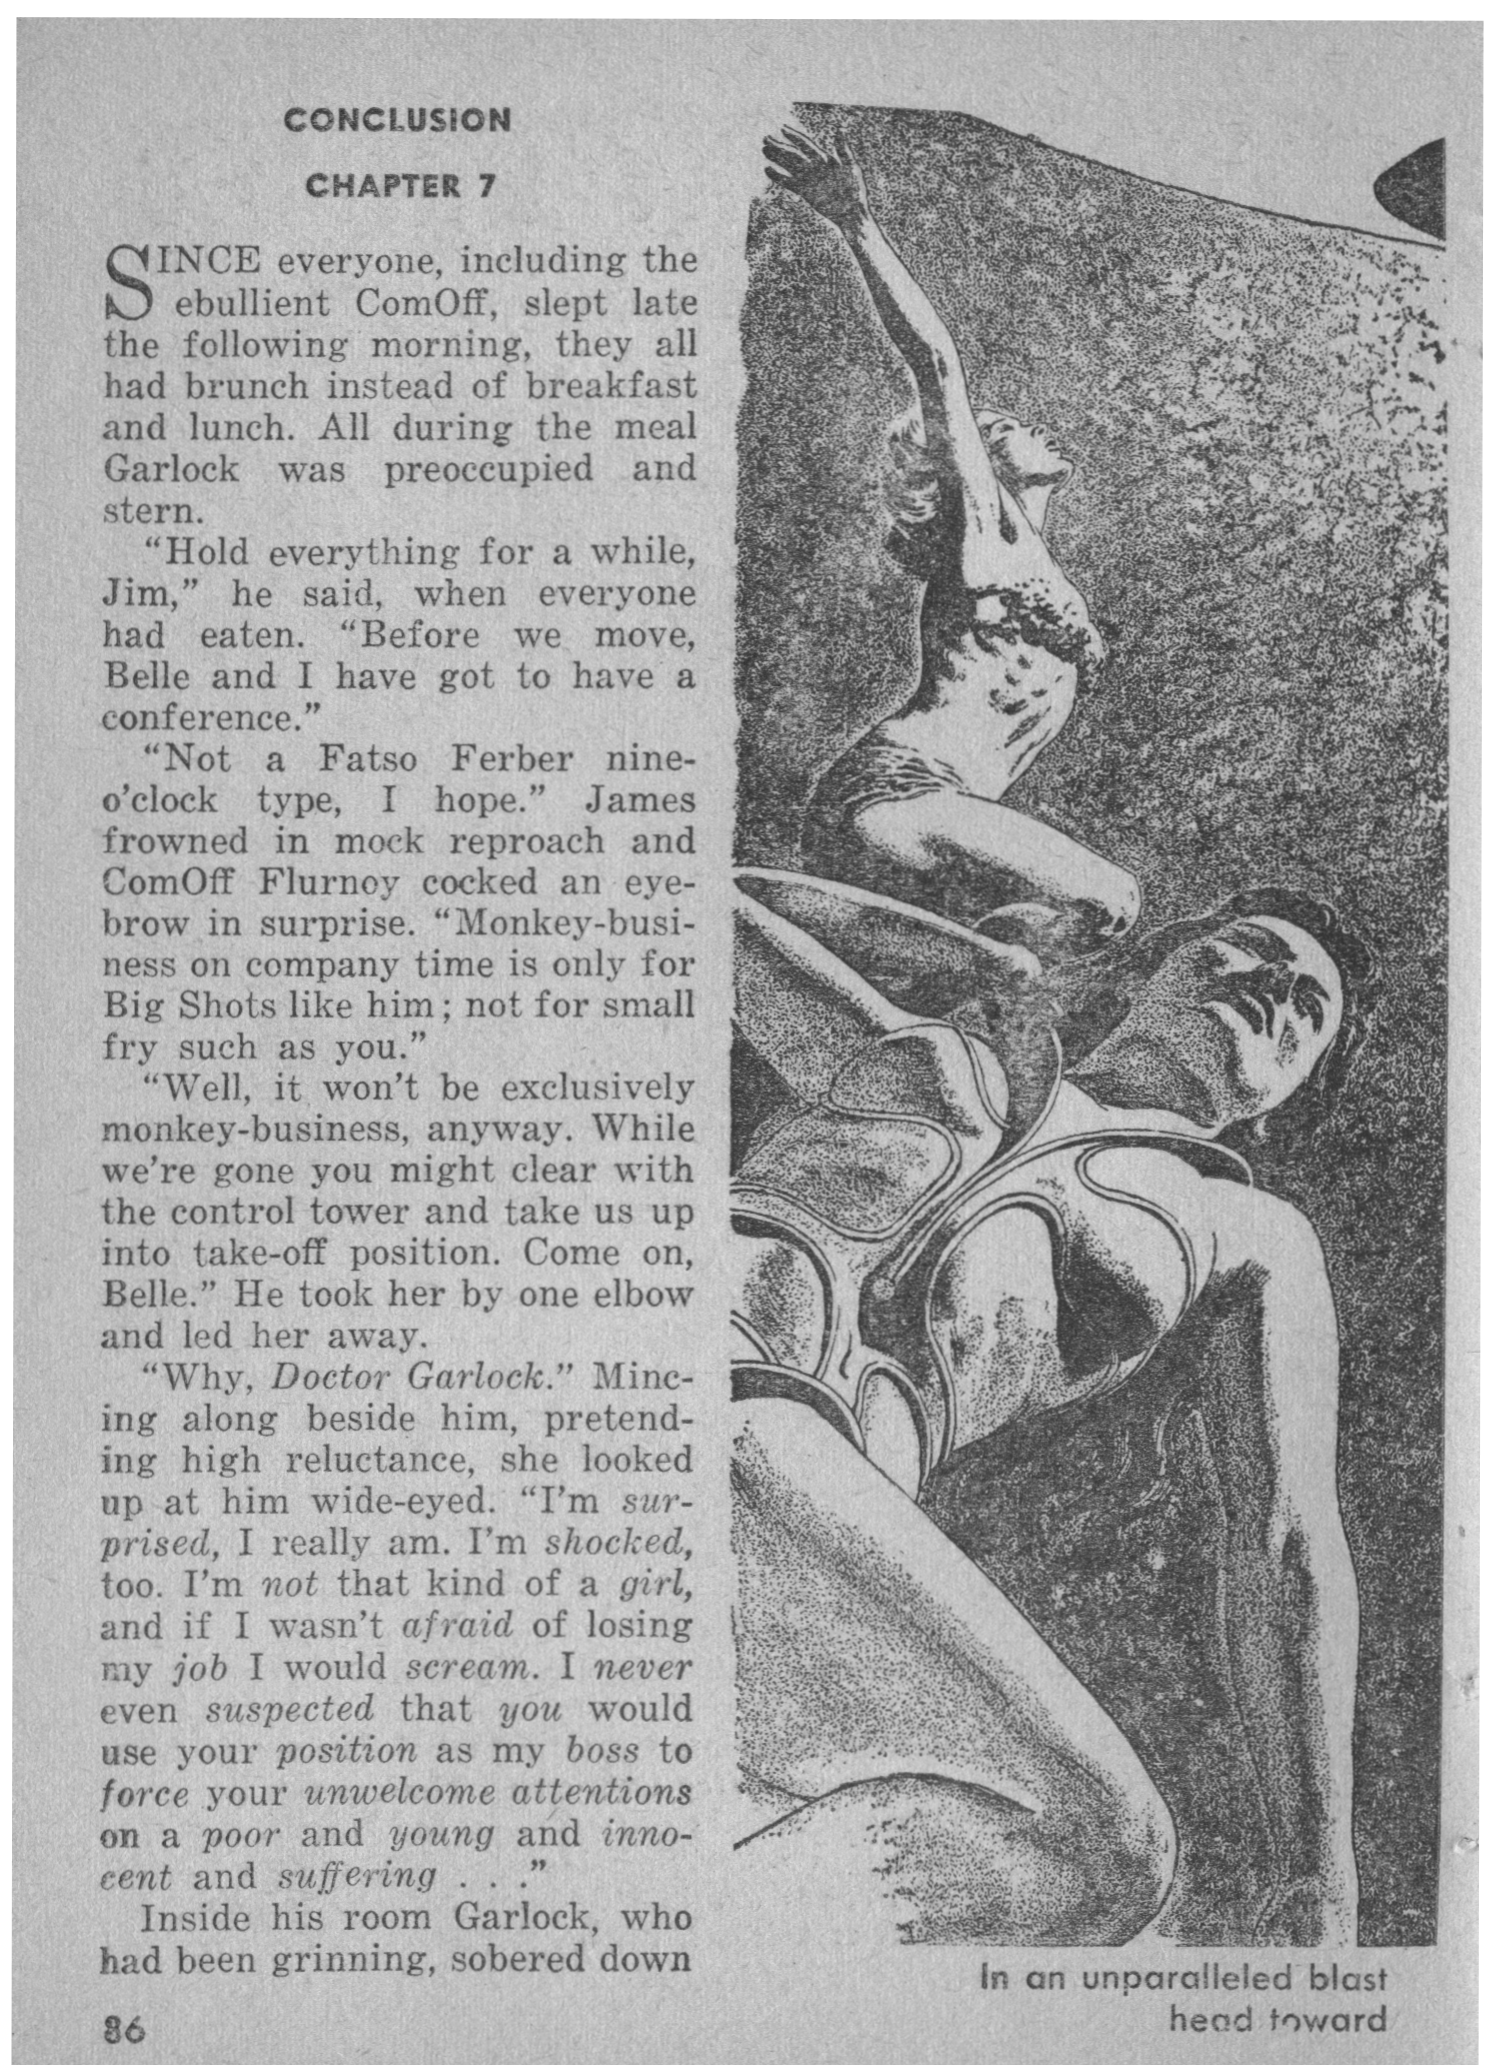 CONCLUSION
CHAPTER 7
SINCE everyone, including the
ebullient ComOff, slept late
the following morning, they all
had brunch instead of breakfast
and lunch. All during the meal
Garlock was preoccupied and
stern.
“Hold everything for a while,
Jim,” he said, when everyone
had eaten. “Before we move,
Belle and I have got to have a
conference.”
“Not a Fatso Ferber nine-
o’clock type, I hope.” James
frowned in mock reproach and
ComOff Flurnoy cocked an eye-
brow in surprise. “Monkey-busi-
ness on company time is only for
Big Shots like him; not for small
fry such as you.”
“Well, it won’t be exclusively
monkey-business, anyway. While
we’re gone you might clear with
the control tower and take us up
into take-off position. Come on,
Belle.” He took her by one elbow
and led her away.
“Why, Doctor Garlock.” Minc-
ing along beside him, pretend-
ing high reluctance, she looked
up at him wide-eyed. “I’m sur-
prised, I really am. I’m shocked,
too. I’m not that kind of a girl,
and if I wasn’t afraid of losing
my job I would scream. I never
even suspected that you would
use your position as my boss to
force your unwelcome attentions
on a poor and young and inno-
cent and suffering . . .”
Inside his room Garlock, who
had been grinning, sobered down
86
In an unparalleled blast
head toward